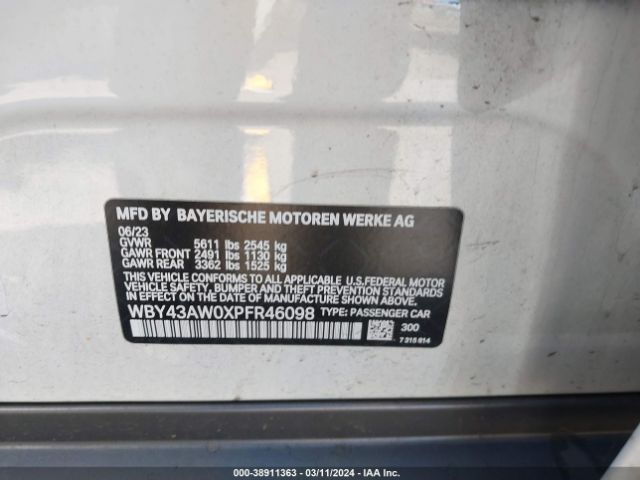 MFD BY BAYERISCHE MOTOREN WERKE AG
06/23
GVWR 5611 lbs 2545 kg
GAWR FRONT 2491 lbs 1130 kg
GAWR REAR 3362 lbs 1525 kg
THIS VEHICLE CONFORMS TO ALL APPLICABLE U.S.FEDERAL MOTOR
VEHICLE SAFETY, BUMPER AND THEFT PREVENTION STANDARDS
IN EFFECT ON THE DATE OF MANUFACTURE SHOWN ABOVE.
WBY43AW0XPFR46098 TYPE: PASSENGER CAR
300
7 315 614
000-38911363 - 03/11/2024 - IAA Inc.